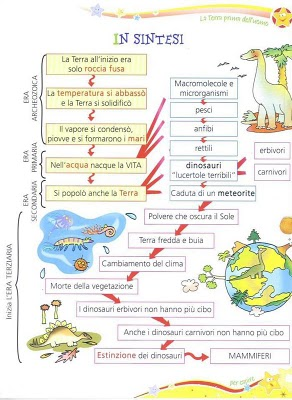 La Terra prima dell'uomo
IN SINTESI
ERA ARCHEOZOICA
La Terra all'inizio era
solo roccia fusa
La temperatura si abbassò
e la Terra si solidificò
Il vapore si condensò,
piovve e si formarono i mari
ERA PRIMARIA
Nell'acqua nacque la VITA
ERA SECONDARIA
Si popolò anche la Terra
Macromolecole e
microrganismi
pesci
anfibi
rettili
dinosauri
"lucertole terribili"
erbivori
carnivori
Caduta di un meteorite
Inizia L'ERA TERZIARIA
Polvere che oscura il Sole
Terra fredda e buia
Cambiamento del clima
Morte della vegetazione
I dinosauri erbivori non hanno più cibo
Anche i dinosauri carnivori non hanno più cibo
Estinzione dei dinosauri
MAMMIFERI
per capire